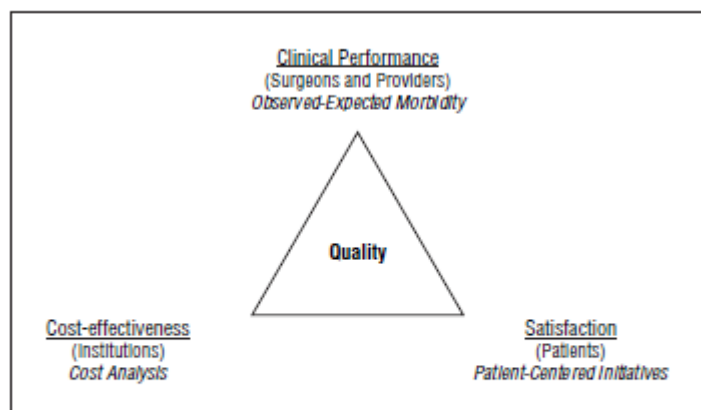 Clinical Performance
(Surgeons and Providers)
Observed-Expected Morbidity
Quality
Cost-effectiveness
(Institutions)
Cost Analysis
Satisfaction
(Patients)
Patient-Centered Initiatives